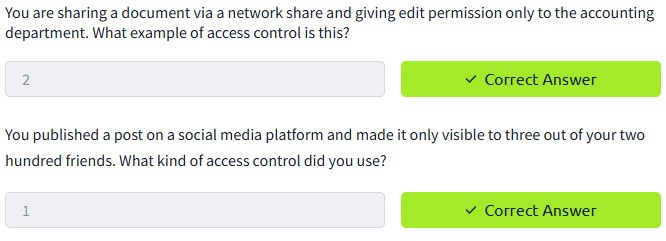 You are sharing a document via a network share and giving edit permission only to the accounting
department. What example of access control is this?
2
✓ Correct Answer
You published a post on a social media platform and made it only visible to three out of your two
hundred friends. What kind of access control did you use?
1
✓ Correct Answer